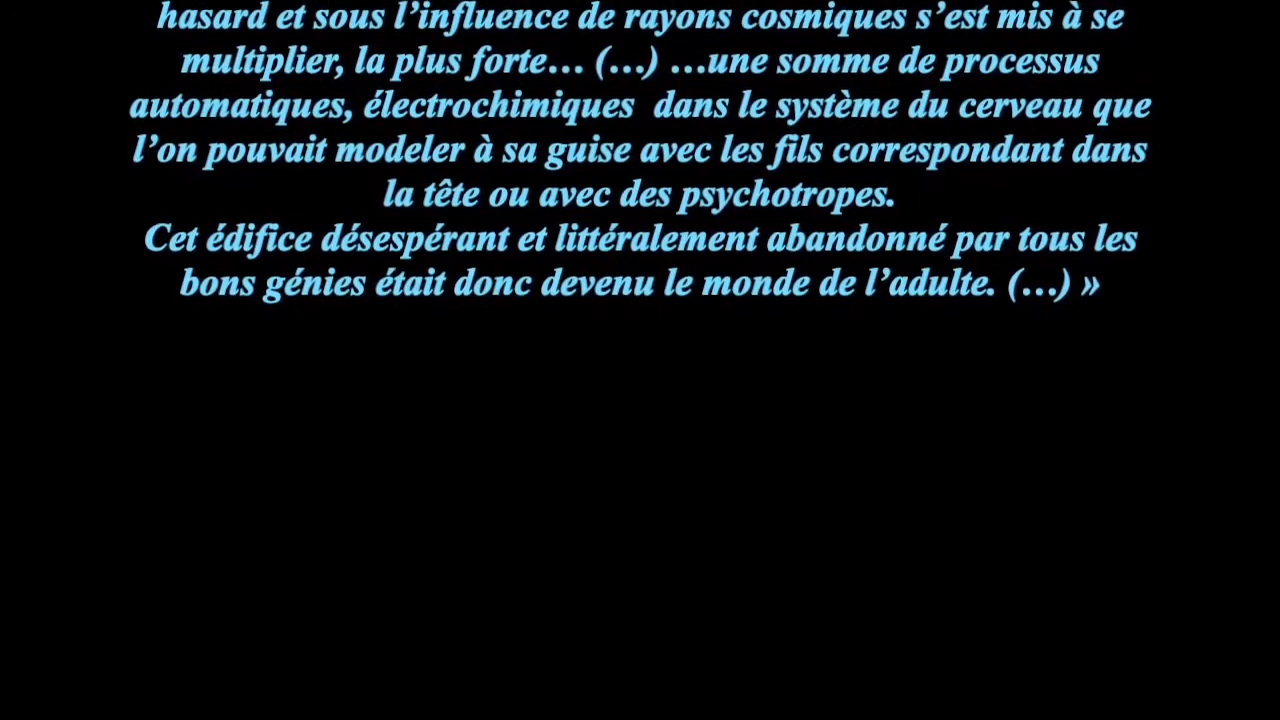 hasard et sous l’influence de rayons cosmiques s’est mis à se
multiplier, la plus forte… (…) …une somme de processus
automatiques, électrochimiques  dans le système du cerveau que
l’on pouvait modeler à sa guise avec les fils correspondant dans
la tête ou avec des psychotropes.
Cet édifice désespérant et littéralement abandonné par tous les
bons génies était donc devenu le monde de l’adulte. (…) »